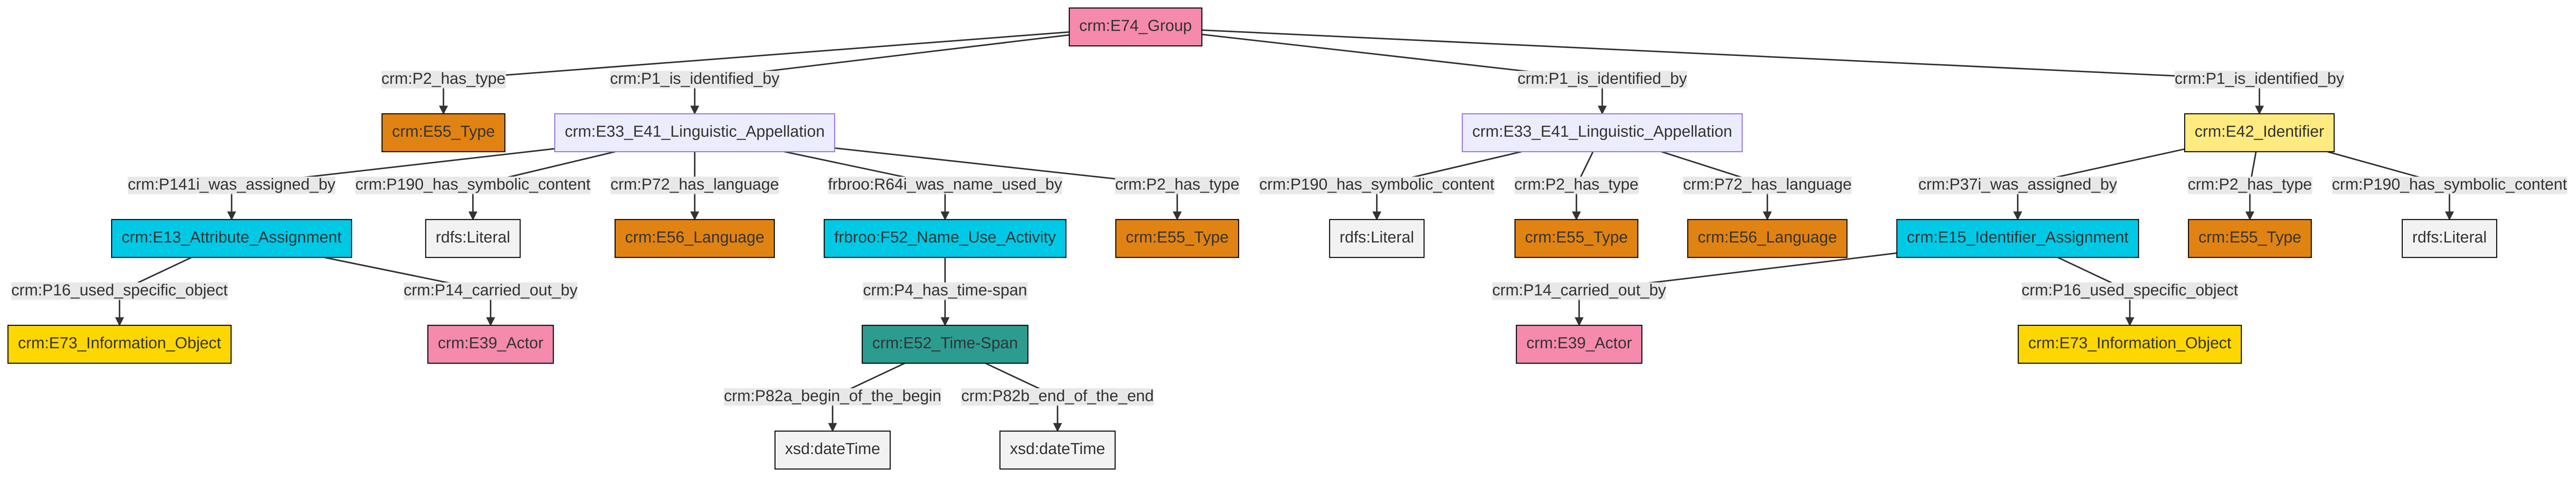 crm:E74_Group
crm:P2_has_type
crm:P1_is_identified_by
crm:P1_is_identified_by
crm:P1_is_identified_by
crm:E55_Type
crm:E33_E41_Linguistic_Appellation
crm:E33_E41_Linguistic_Appellation
crm:E42_Identifier
crm:P141i_was_assigned_by
crm:P190_has_symbolic_content
crm:P72_has_language
frbroo:R64i_was_name_used_by
crm:P2_has_type
crm:P190_has_symbolic_content
crm:P2_has_type
crm:P72_has_language
crm:P37i_was_assigned_by
crm:P2_has_type
crm:P190_has_symbolic_content
crm:E13_Attribute_Assignment
rdfs:Literal
crm:E56_Language
frbroo:F52_Name_Use_Activity
crm:E55_Type
rdfs:Literal
crm:E55_Type
crm:E56_Language
crm:E15_Identifier_Assignment
crm:E55_Type
rdfs:Literal
crm:P16_used_specific_object
crm:P14_carried_out_by
crm:P4_has_time-span
crm:P14_carried_out_by
crm:P16_used_specific_object
crm:E73_Information_Object
crm:E39_Actor
crm:E52_Time-Span
crm:E39_Actor
crm:E73_Information_Object
crm:P82a_begin_of_the_begin
crm:P82b_end_of_the_end
xsd:dateTime
xsd:dateTime